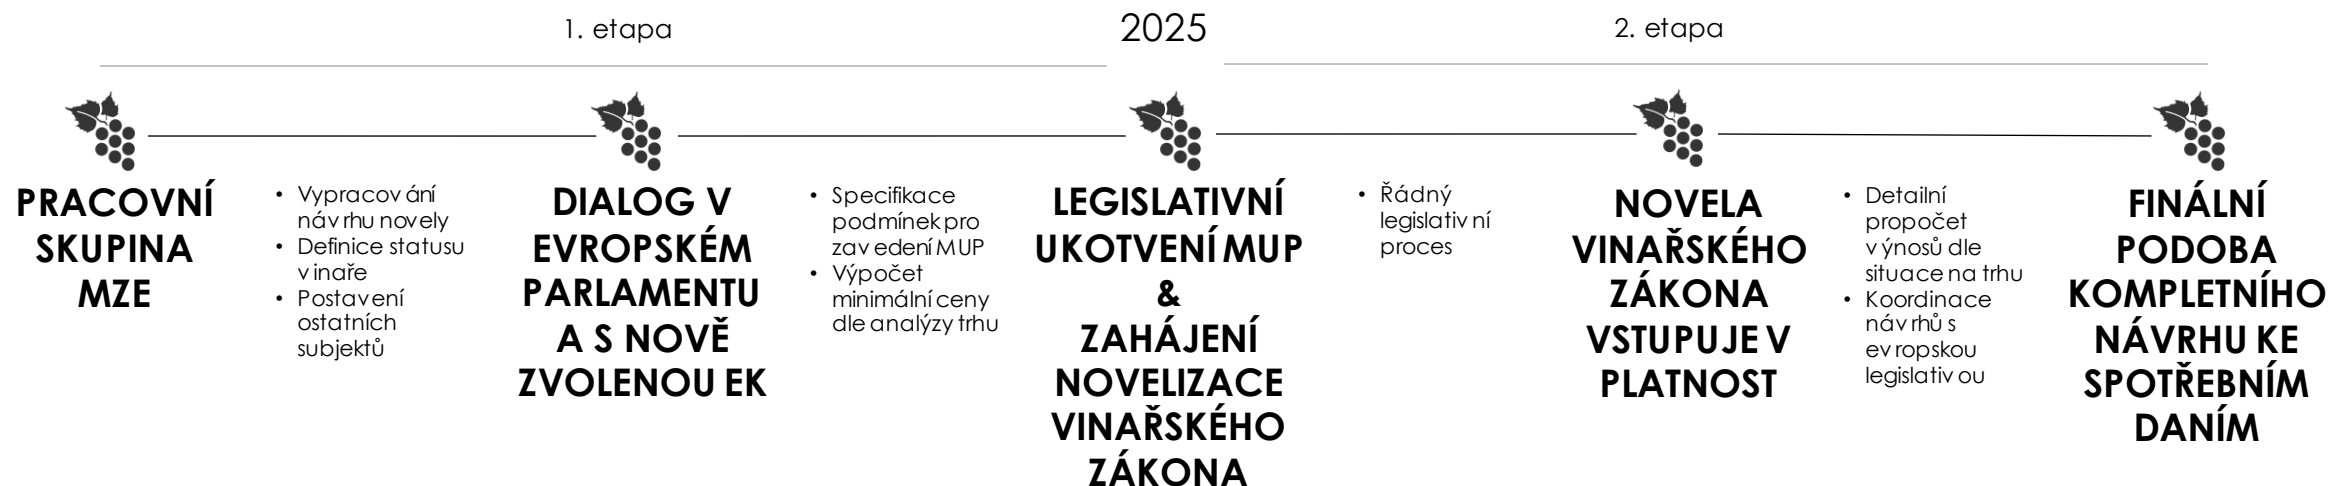 1. etapa
2025
2. etapa
PRACOVNÍ
SKUPINA
MZE
• Vypracování
návrhu novely
• Definice statusu
vinaře
• Postavení
ostatních
subjektů
DIALOG V
EVROPSKÉM
PARLAMENTU
A S NOVĚ
ZVOLENOU EK
• Specifikace
podmínek pro
zavedení MUP
• Výpočet
minimální ceny
dle analýzy trhu
LEGISLATIVNÍ
UKOTVENÍ MUP
&
ZAHÁJENÍ
NOVELIZACE
VINAŘSKÉHO
ZÁKONA
• Řádný
legislativní
proces
NOVELA
VINAŘSKÉHO
ZÁKONA
VSTUPUJE V
PLATNOST
• Detailní
propočet
výnosů dle
situace na trhu
• Koordinace
návrhů s
evropskou
legislativou
FINÁLNÍ
PODOBA
KOMPLETNÍHO
NÁVRHU KE
SPOTŘEBNÍM
DANÍM